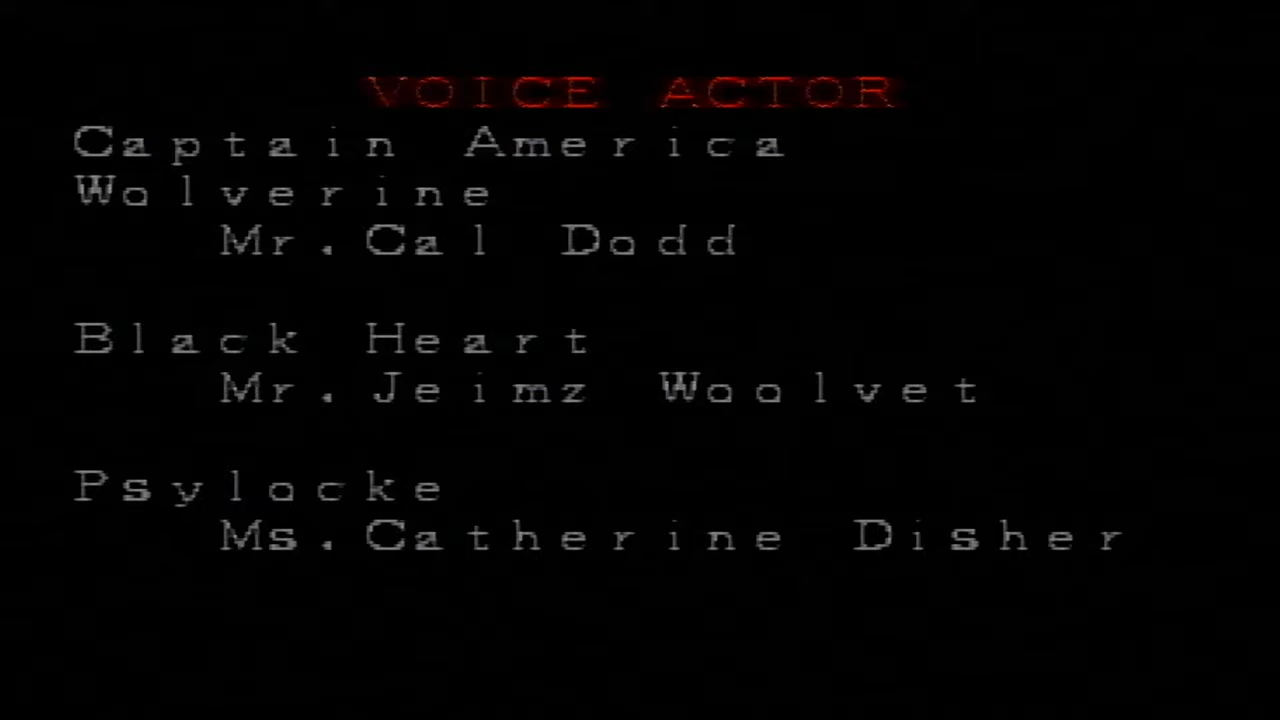 VOICE ACTOR
Captain America
Wolverine
Mr.Cal Dodd
Black Heart
Mr.Jeimz Woolvet
Psylocke
Ms.Catherine Disher